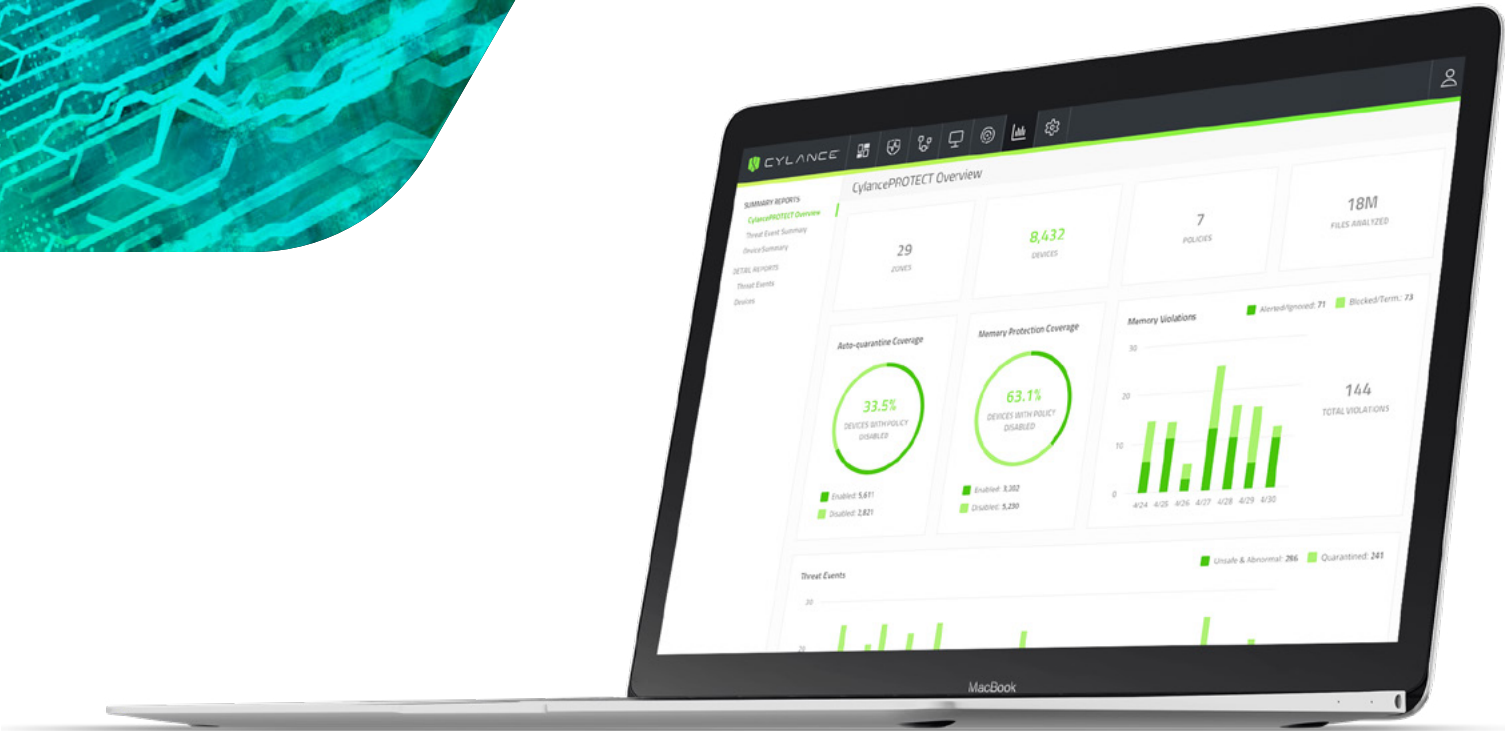 CYLANCE
SUMMARY REPORTS
CylancePROTECT Overview
Threat Event Summary
Device Summary
DETAIL REPORTS
Threat Events
Devices
CylancePROTECT Overview
29
ZONES
8,432
DEVICES
7
POLICIES
18M
FILES ANALYZED
Auto-quarantine Coverage
33.5%
DEVICES WITH POLICY
DISABLED
Enabled: 5,611
Disabled: 2,821
Memory Protection Coverage
63.1%
DEVICES WITH POLICY
DISABLED
Enabled: 3,202
Disabled: 5,230
Memory Violations
Alerted/Ignored: 71
Blocked/Term.: 73
30
20
10
0
4/24 4/25 4/26 4/27 4/28 4/29 4/30
144
TOTAL VIOLATIONS
Threat Events
Unsafe & Abnormal: 286
Quarantined: 241
30
20
MacBook